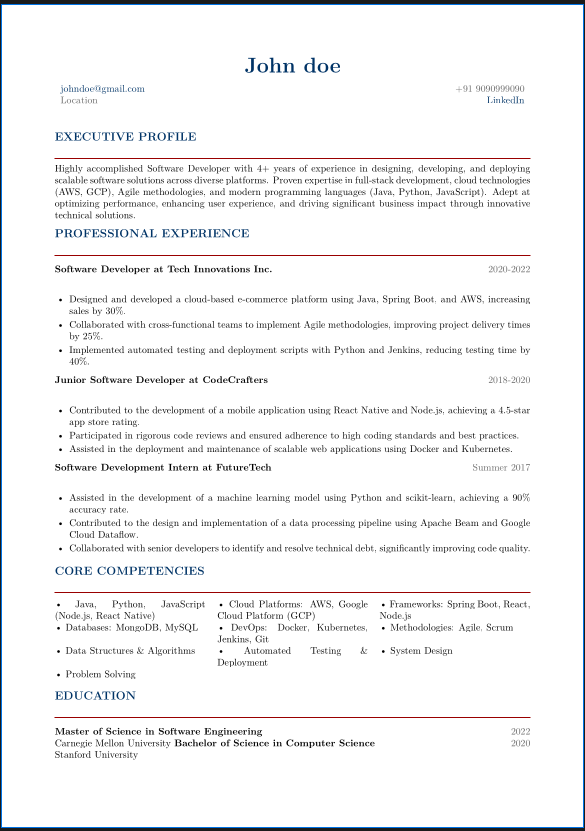 John doe
johndoe@gmail.com +91 9090999090
Location LinkedIn
EXECUTIVE PROFILE
Highly accomplished Software Developer with 4+ years of experience in designing, developing, and deploying
scalable software solutions across diverse platforms. Proven expertise in full-stack development, cloud technologies
(AWS, GCP), Agile methodologies, and modern programming languages (Java, Python, JavaScript). Adept at
optimizing performance, enhancing user experience, and driving significant business impact through innovative
technical solutions.
PROFESSIONAL EXPERIENCE
Software Developer at Tech Innovations Inc. 2020-2022
• Designed and developed a cloud-based e-commerce platform using Java, Spring Boot, and AWS, increasing
sales by 30%.
• Collaborated with cross-functional teams to implement Agile methodologies, improving project delivery times
by 25%.
• Implemented automated testing and deployment scripts with Python and Jenkins, reducing testing time by
40%.
Junior Software Developer at CodeCrafters 2018-2020
• Contributed to the development of a mobile application using React Native and Node.js, achieving a 4.5-star
app store rating.
• Participated in rigorous code reviews and ensured adherence to high coding standards and best practices.
• Assisted in the deployment and maintenance of scalable web applications using Docker and Kubernetes.
Software Development Intern at FutureTech Summer 2017
• Assisted in the development of a machine learning model using Python and scikit-learn, achieving a 90%
accuracy rate.
• Contributed to the design and implementation of a data processing pipeline using Apache Beam and Google
Cloud Dataflow.
• Collaborated with senior developers to identify and resolve technical debt, significantly improving code quality.
CORE COMPETENCIES
• Java, Python, JavaScript • Cloud Platforms: AWS, Google • Frameworks: Spring Boot, React,
(Node.js, React Native) Cloud Platform (GCP) Node.js
• Databases: MongoDB, MySQL • DevOps: Docker, Kubernetes, • Methodologies: Agile, Scrum
Jenkins, Git
• Data Structures & Algorithms • Automated Testing & • System Design
Deployment
• Problem Solving
EDUCATION
Master of Science in Software Engineering 2022
Carnegie Mellon University Bachelor of Science in Computer Science 2020
Stanford University